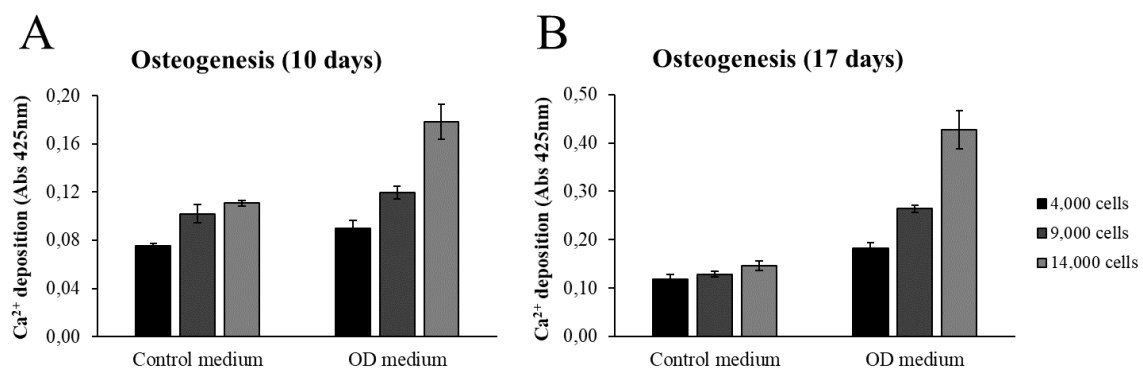 A
Osteogenesis (10 days)
Ca²⁺ deposition (Abs 425nm)
0,20
0,16
0,12
0,08
0,04
0,00
Control medium
OD medium
B
Osteogenesis (17 days)
Ca²⁺ deposition (Abs 425nm)
0,50
0,40
0,30
0,20
0,10
0,00
Control medium
OD medium
4,000 cells
9,000 cells
14,000 cells